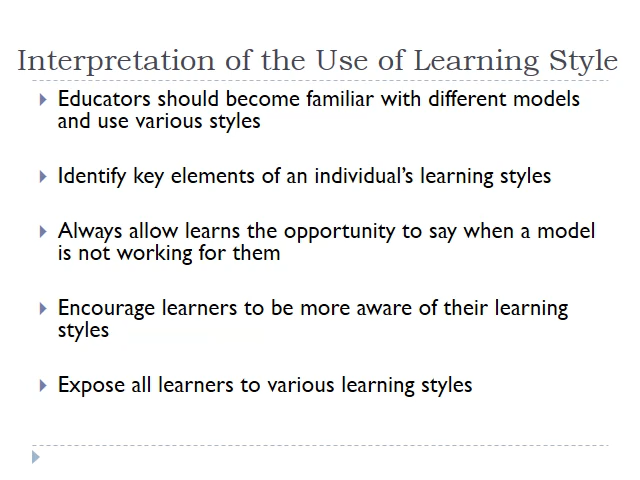 Interpretation of the Use of Learning Style
Educators should become familiar with different models
and use various styles
Identify key elements of an individual's learning styles
Always allow learns the opportunity to say when a model
is not working for them
Encourage learners to be more aware of their learning
styles
Expose all learners to various learning styles